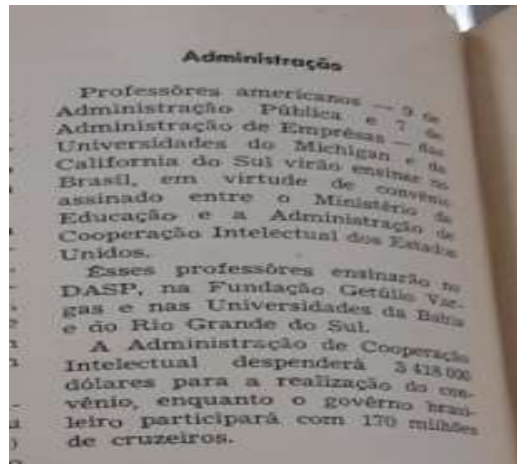 Administração
Professôres americanos — 9 de
Administração Pública e 7 de
Administração de Emprêsas — das
Universidades do Michigan e da
California do Sul virão ensinar no
Brasil, em virtude de convênio
assinado entre o Ministério da
Educação e a Administração de
Cooperação Intelectual dos Estados
Unidos.
Êsses professôres ensinarão no
DASP, na Fundação Getúlio Var-
gas e nas Universidades da Bahia
e do Rio Grande do Sul.
A Administração de Cooperação
Intelectual despenderá 3 418 000
dólares para a realização do con-
vênio, enquanto o govêrno brasi-
leiro participará com 170 milhões
de cruzeiros.